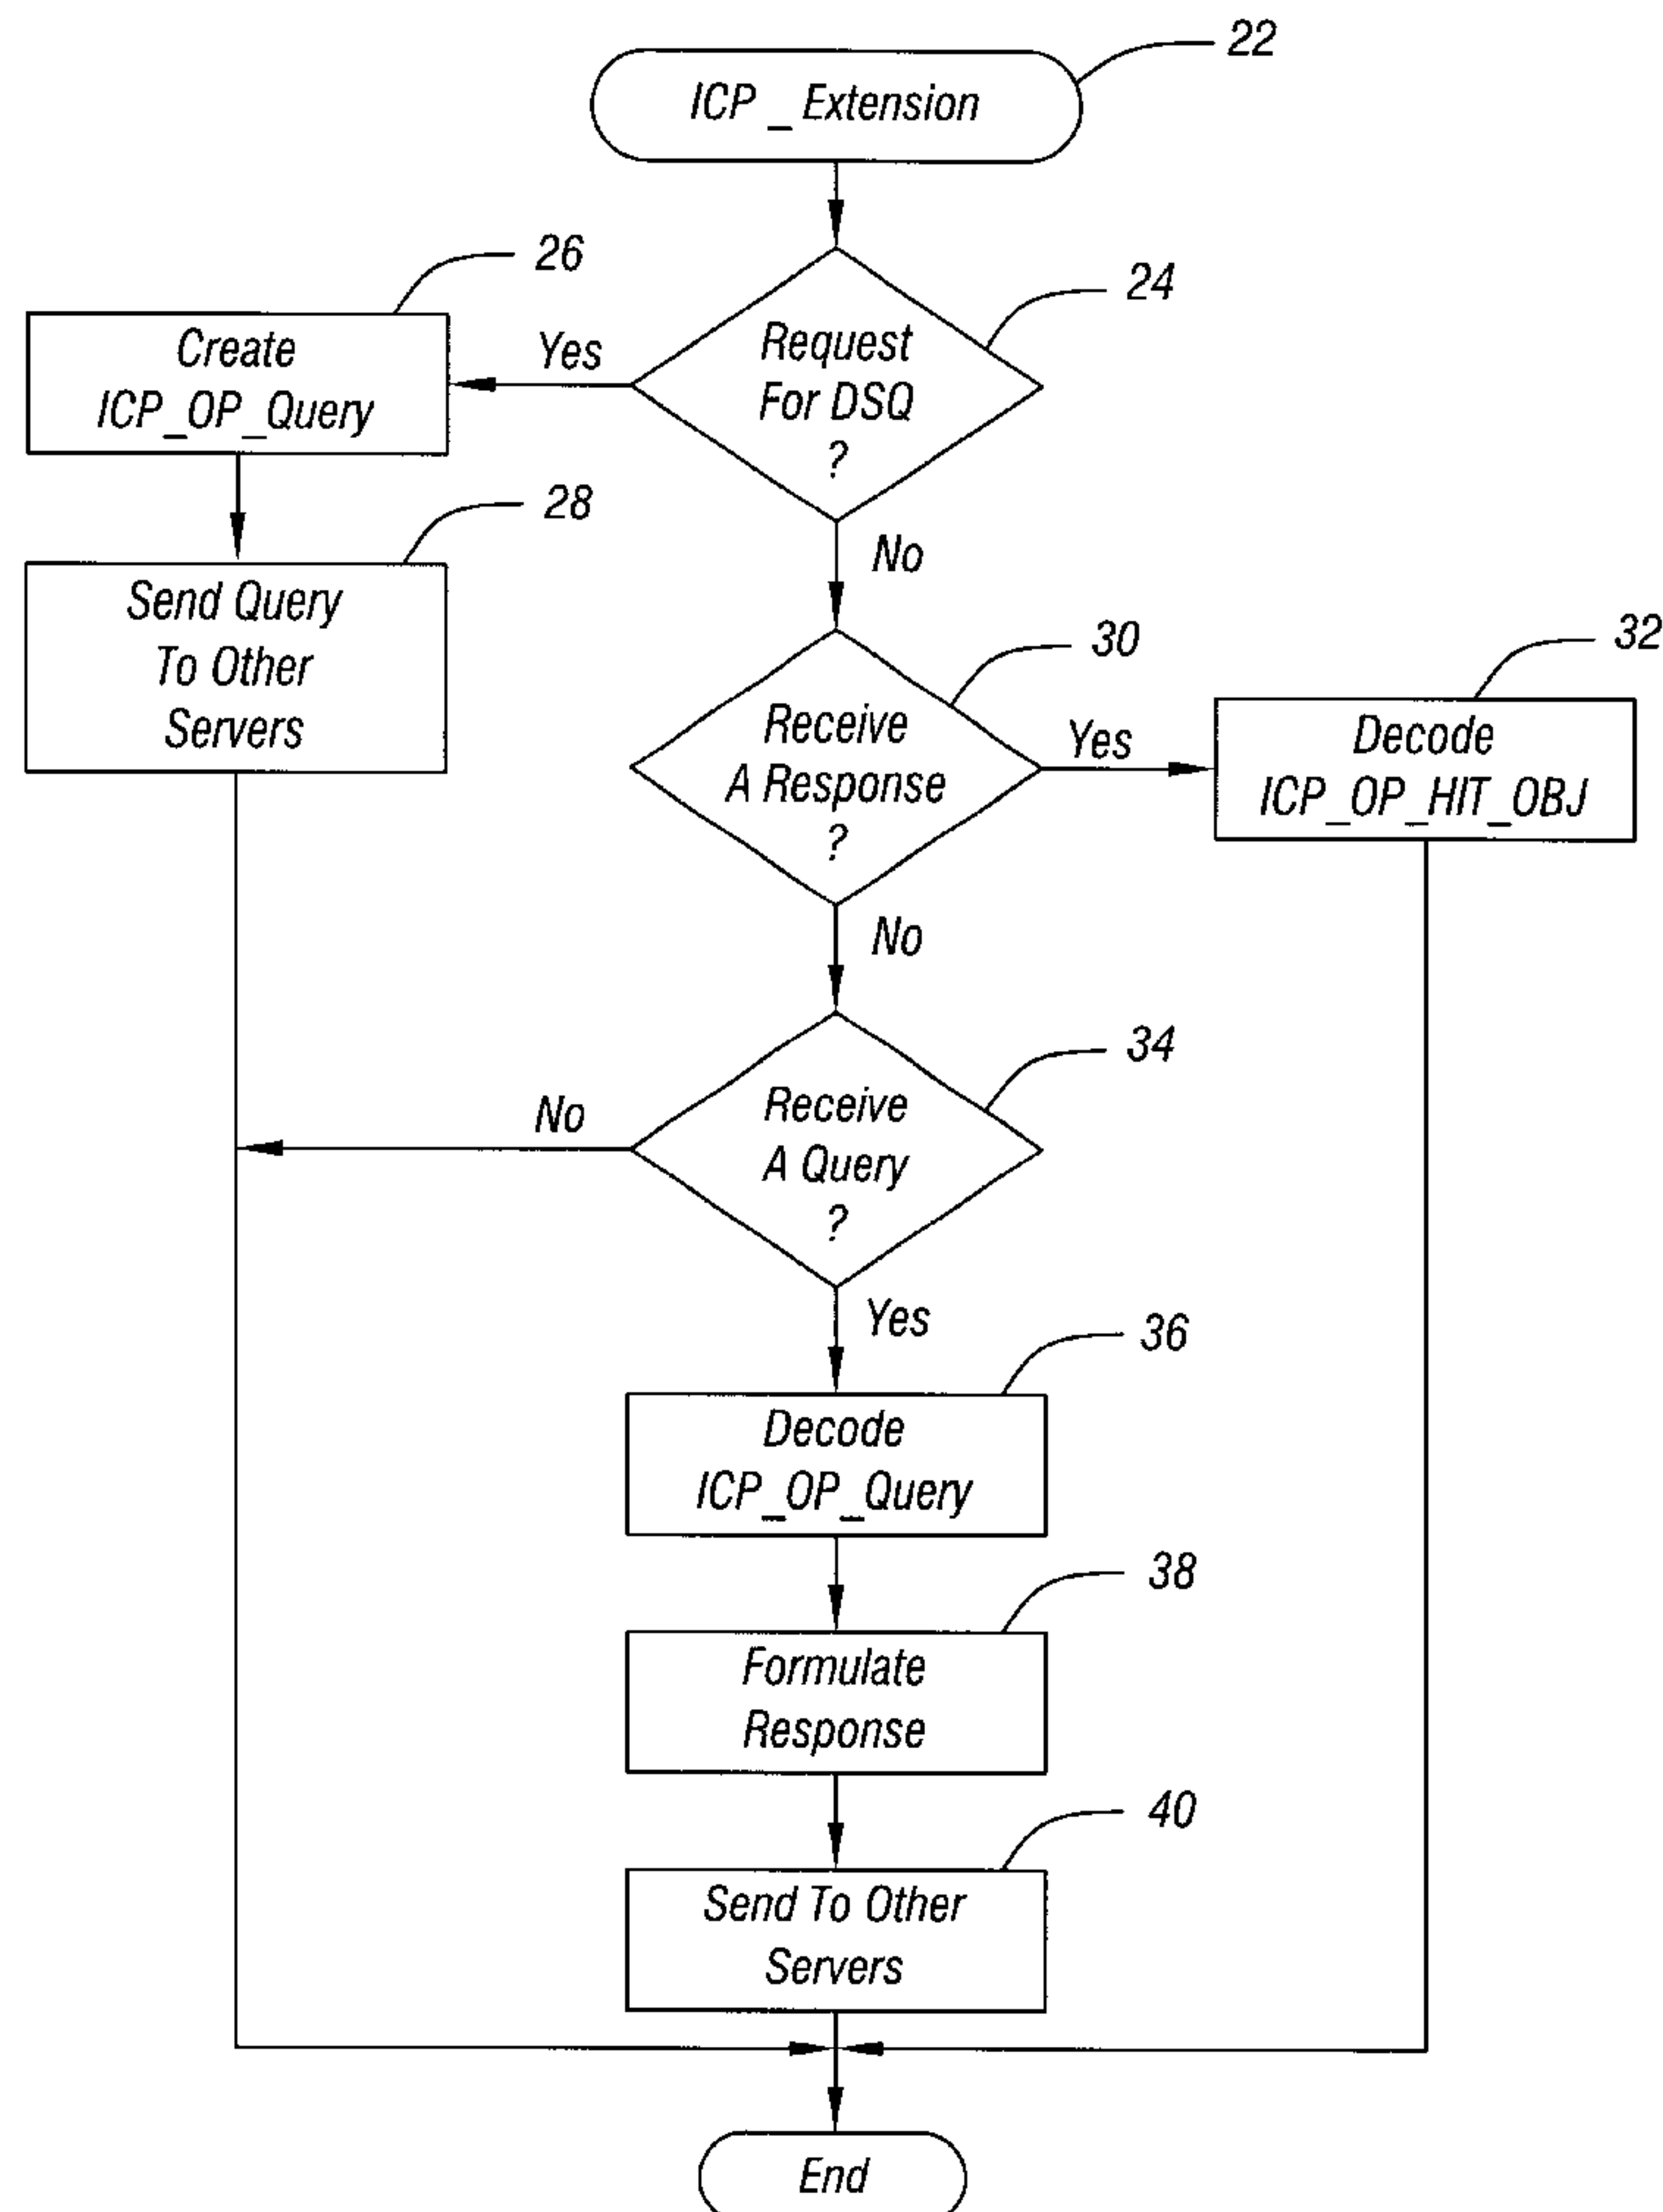 22
ICP _ Extension
26
24
Create
ICP_OP_Query
Yes
Request
For DSQ
?
28
No
Send Query
To Other
Servers
30
32
Receive
A Response
?
Yes
Decode
ICP_OP_HIT_OBJ
No
34
No
Receive
A Query
?
Yes
36
Decode
ICP_OP_Query
38
Formulate
Response
40
Send To Other
Servers
End